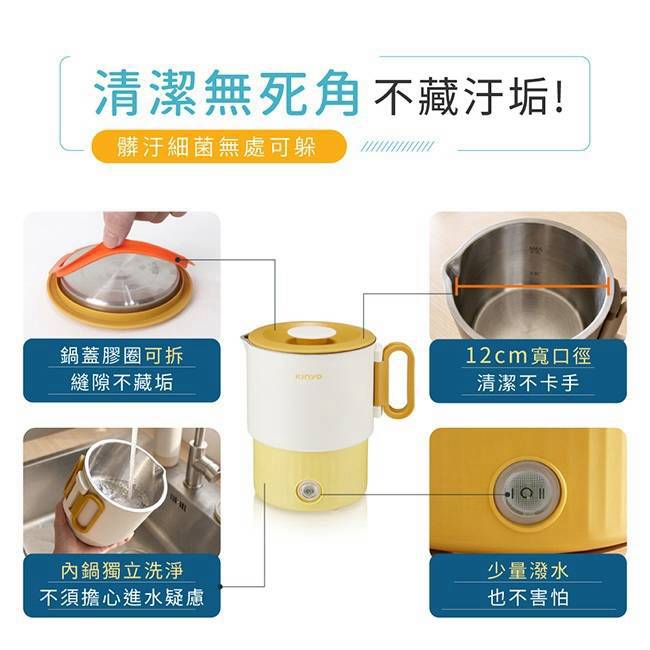 清潔無死角 不藏汙垢!
髒汙細菌無處可躲
鍋蓋膠圈可拆
縫隙不藏垢
12cm寬口徑
清潔不卡手
KINYO
內鍋獨立洗淨
不須擔心進水疑慮
少量潑水
也不害怕